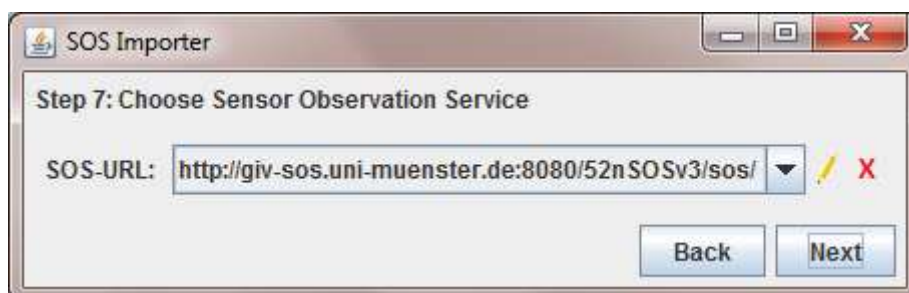 SOS Importer
Step 7: Choose Sensor Observation Service
SOS-URL: http://giv-sos.uni-muenster.de:8080/52nSOSv3/sos/
Back Next